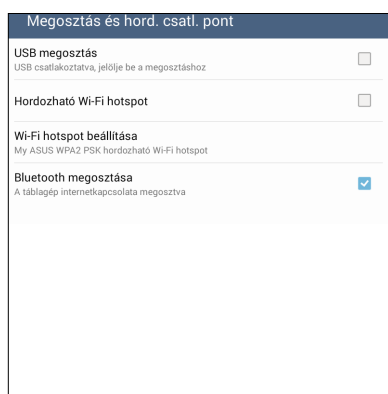 Megosztás és hord. csatl. pont
USB megosztás
USB csatlakoztatva, jelölje be a megosztáshoz
Hordozható Wi-Fi hotspot
Wi-Fi hotspot beállítása
My ASUS WPA2 PSK hordozható Wi-Fi hotspot
Bluetooth megosztása
A táblagép internetkapcsolata megosztva